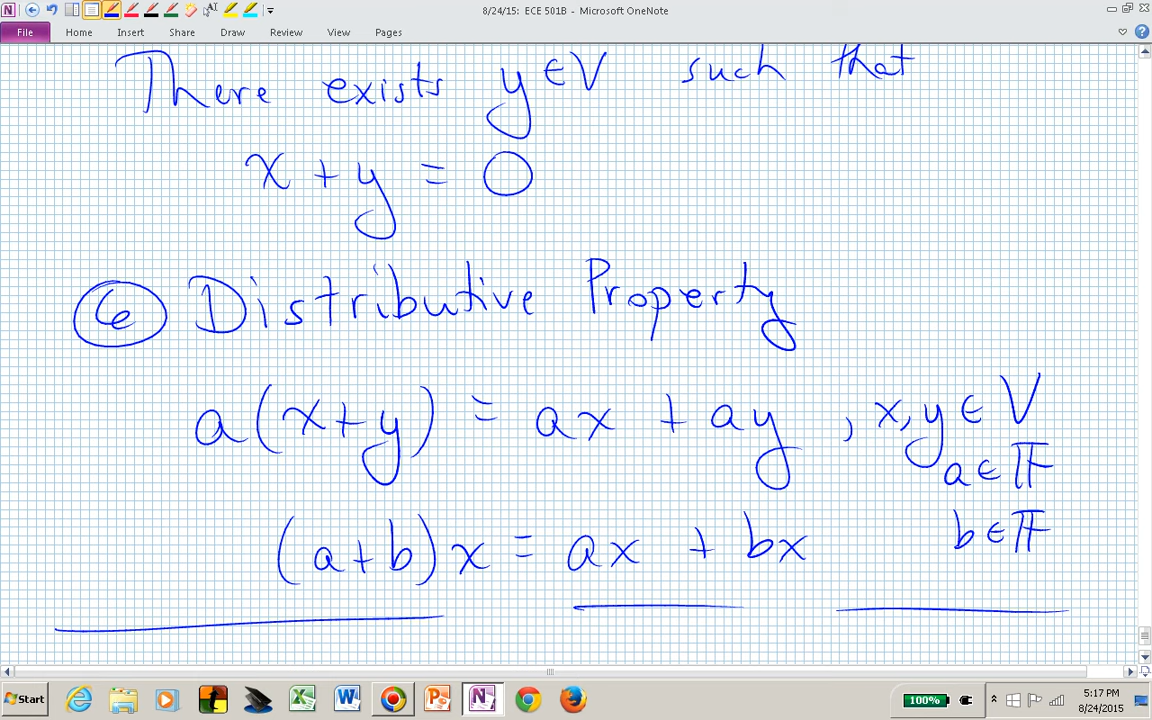 8/24/15: ECE 501B - Microsoft OneNote
File Home Insert Share Draw Review View Pages
There exists y ∈ V such that
x + y = 0
⑥ Distributive Property
a(x+y) = ax + ay , x,y ∈ V
a ∈ 𝔽
(a+b)x = ax + bx b ∈ 𝔽
Start 100% 5:17 PM
8/24/2015